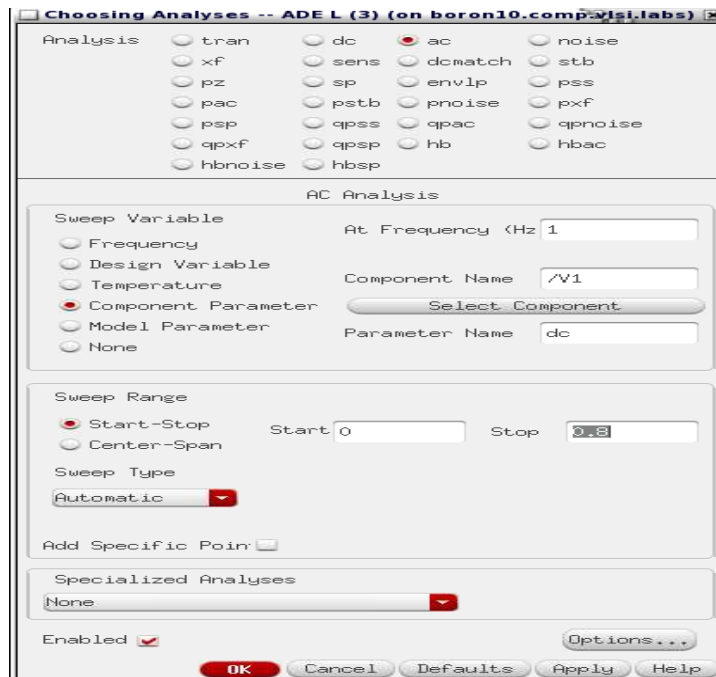 Choosing Analyses -- ADE L (3) (on boron10.comp.vlsi.labs)
Analysis tran dc ac noise
xf sens dcmatch stb
pz sp envlp pss
pac pstb pnoise pxf
psp qpss qpac qpnoise
qpxf qpsp hb hbac
hbnoise hbsp
AC Analysis
Sweep Variable
At Frequency (Hz 1
Frequency
Design Variable
Component Name /V1
Temperature
Component Parameter Select Component
Model Parameter
Parameter Name dc
None
Sweep Range
Start-Stop Start 0 Stop 0.8
Center-Span
Sweep Type
Automatic
Add Specific Poin
Specialized Analyses
None
Enabled Options...
OK Cancel Defaults Apply Help